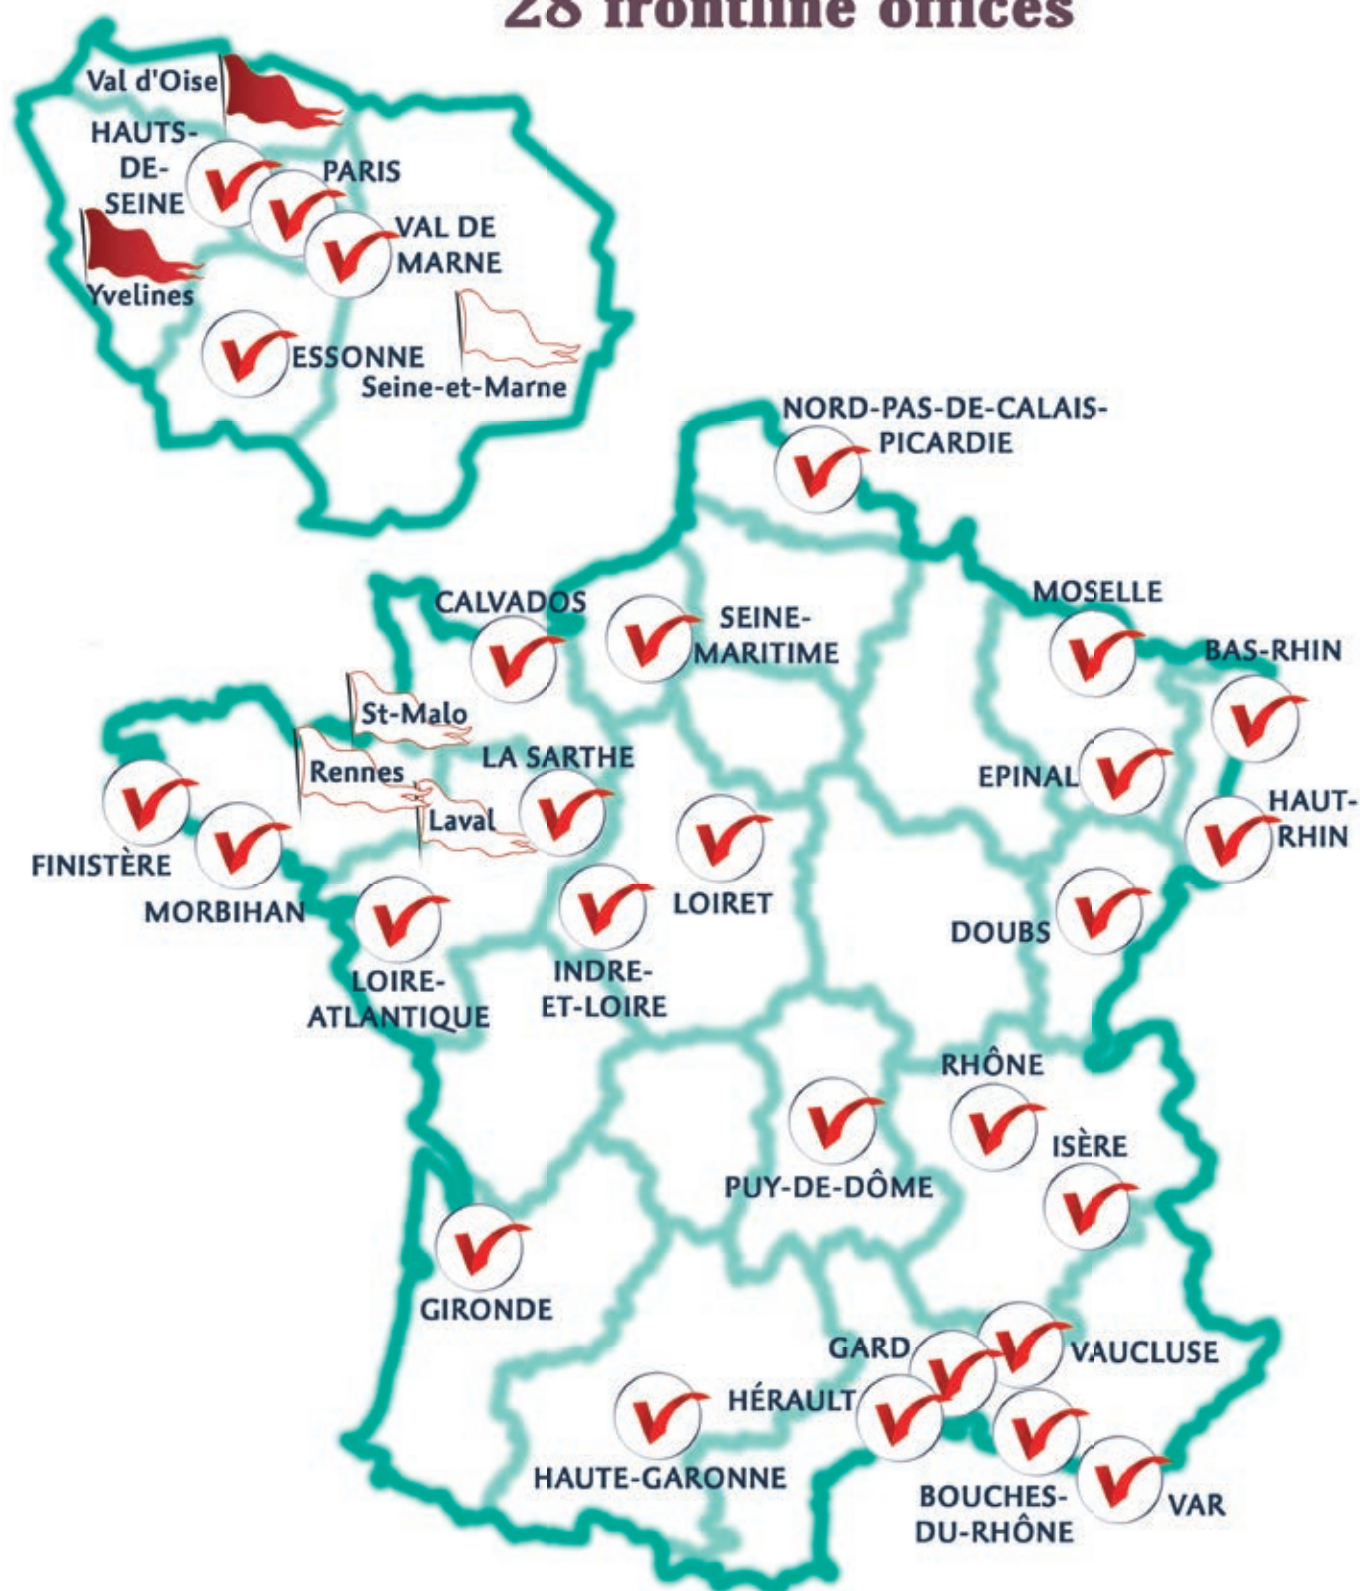 28 frontline offices
Val d'Oise
HAUTS-
DE-
SEINE
PARIS
VAL DE
MARNE
Yvelines
ESSONNE
Seine-et-Marne
NORD-PAS-DE-CALAIS-
PICARDIE
CALVADOS
SEINE-
MARITIME
MOSELLE
BAS-RHIN
St-Malo
LA SARTHE
Rennes
EPINAL
Laval
HAUT-
RHIN
FINISTÈRE
MORBIHAN
LOIRET
DOUBS
LOIRE-
ATLANTIQUE
INDRE-
ET-LOIRE
RHÔNE
ISÈRE
PUY-DE-DÔME
GIRONDE
GARD
VAUCLUSE
HÉRAULT
HAUTE-GARONNE
BOUCHES-
DU-RHÔNE
VAR